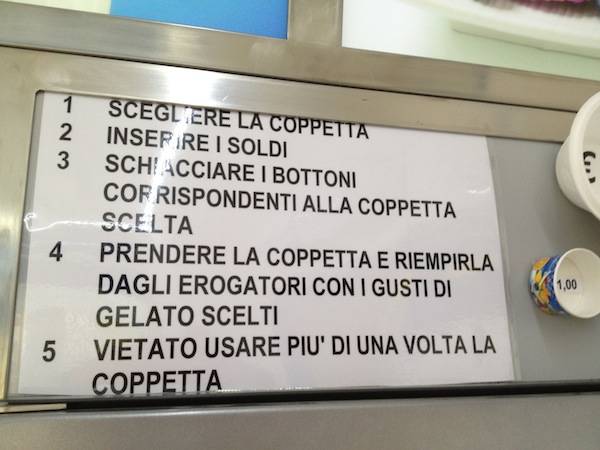 1 SCEGLIERE LA COPPETTA
2 INSERIRE I SOLDI
3 SCHIACCIARE I BOTTONI
CORRISPONDENTI ALLA COPPETTA
SCELTA
4 PRENDERE LA COPPETTA E RIEMPIRLA
DAGLI EROGATORI CON I GUSTI DI
GELATO SCELTI
5 VIETATO USARE PIU' DI UNA VOLTA LA
COPPETTA
1,00